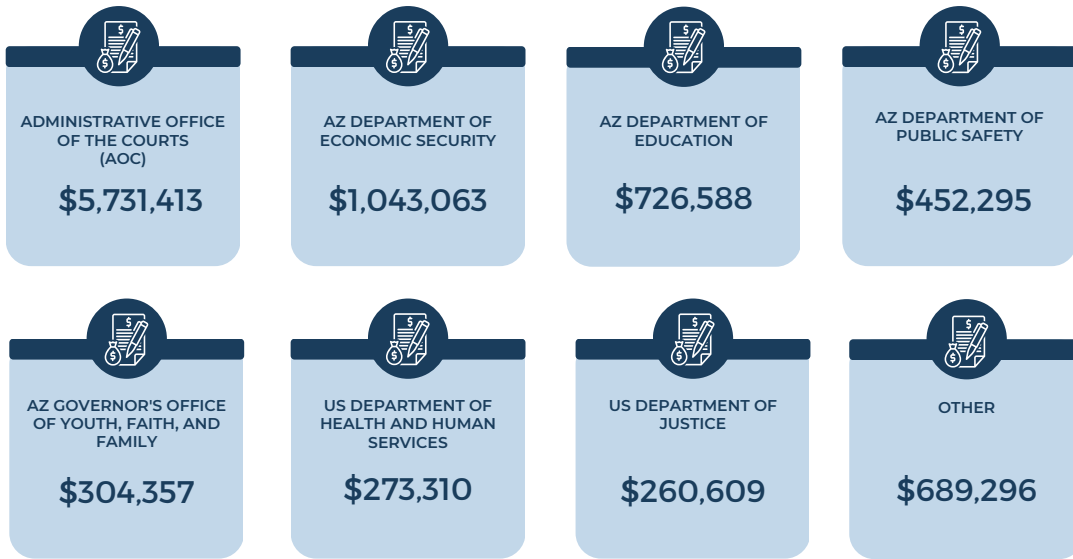 ADMINISTRATIVE OFFICE
OF THE COURTS
(AOC)
$5,731,413
AZ DEPARTMENT OF
ECONOMIC SECURITY
$1,043,063
AZ DEPARTMENT OF
EDUCATION
$726,588
AZ DEPARTMENT OF
PUBLIC SAFETY
$452,295
AZ GOVERNOR'S OFFICE
OF YOUTH, FAITH, AND
FAMILY
$304,357
US DEPARTMENT OF
HEALTH AND HUMAN
SERVICES
$273,310
US DEPARTMENT OF
JUSTICE
$260,609
OTHER
$689,296